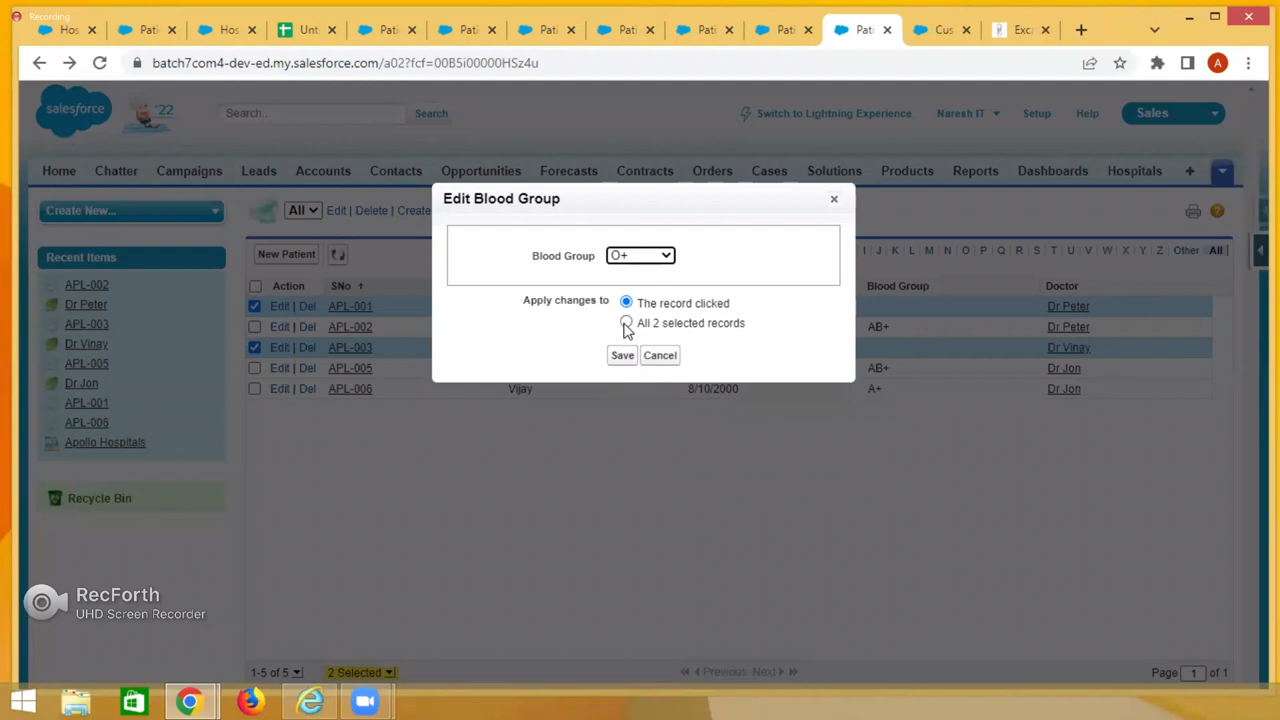 Recording
Hos
Pati
Hos
Unt
Pati
Pati
Pati
Pati
Pati
Pati
Pati
Cus
Exc
batch7com4-dev-ed.my.salesforce.com/a02?fcf=00B5i00000HSz4u
A
salesforce
'22
Search...
Search
Switch to Lightning Experience
Naresh IT
Setup
Help
Sales
Home
Chatter
Campaigns
Leads
Accounts
Contacts
Opportunities
Forecasts
Contracts
Orders
Cases
Solutions
Products
Reports
Dashboards
Hospitals
+
Create New...
All
Edit | Delete | Create
Edit Blood Group
Blood Group
O+
Apply changes to
The record clicked
All 2 selected records
Save
Cancel
Recent Items
APL-002
Dr Peter
APL-003
Dr Vinay
APL-005
Dr Jon
APL-001
APL-006
Apollo Hospitals
Recycle Bin
New Patient
I J K L M N O P Q R S T U V W X Y Z Other All
Action SNo Blood Group Doctor
Edit | Del APL-001 Dr Peter
Edit | Del APL-002 AB+ Dr Peter
Edit | Del APL-003 Dr Vinay
Edit | Del APL-005 AB+ Dr Jon
Edit | Del APL-006 Vijay 8/10/2000 A+ Dr Jon
RecForth
UHD Screen Recorder
1-5 of 5
2 Selected
Previous Next
Page 1 of 1